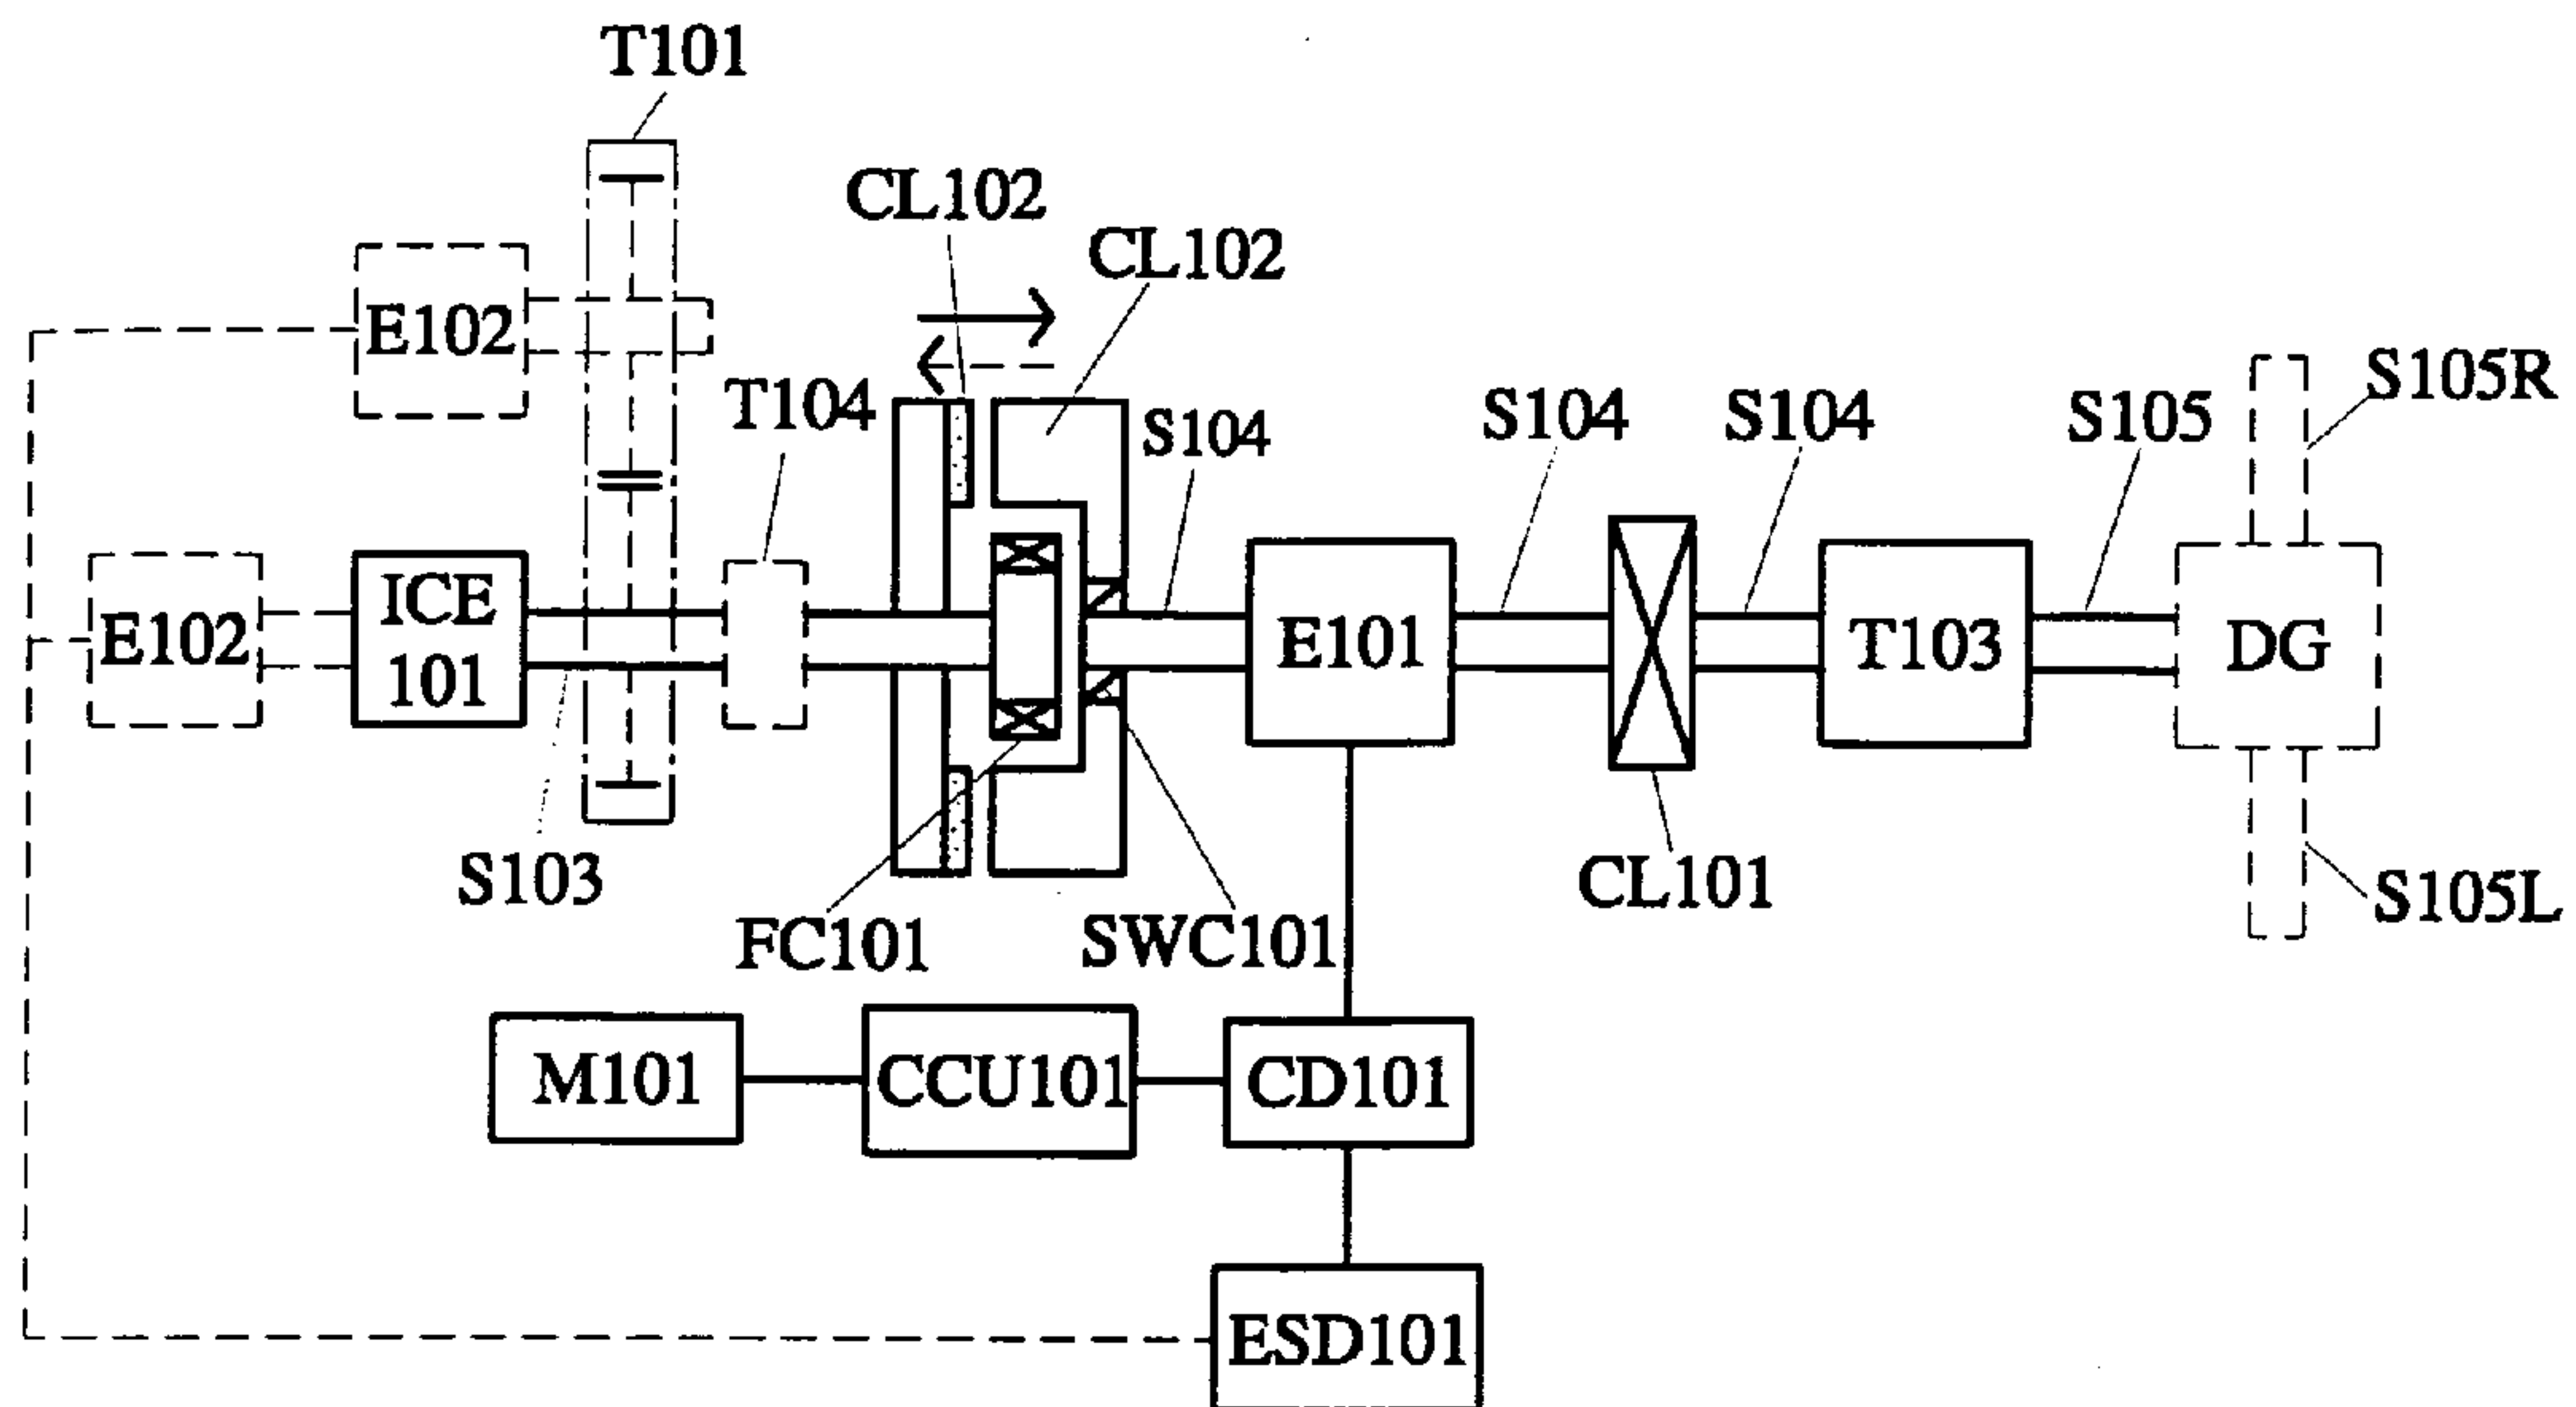 T101
CL102
CL102
E102
T104
S104
S104
S104
S105
S105R
E102
ICE
101
E101
T103
DG
S103
FC101
SWC101
CL101
S105L
M101
CCU101
CD101
ESD101